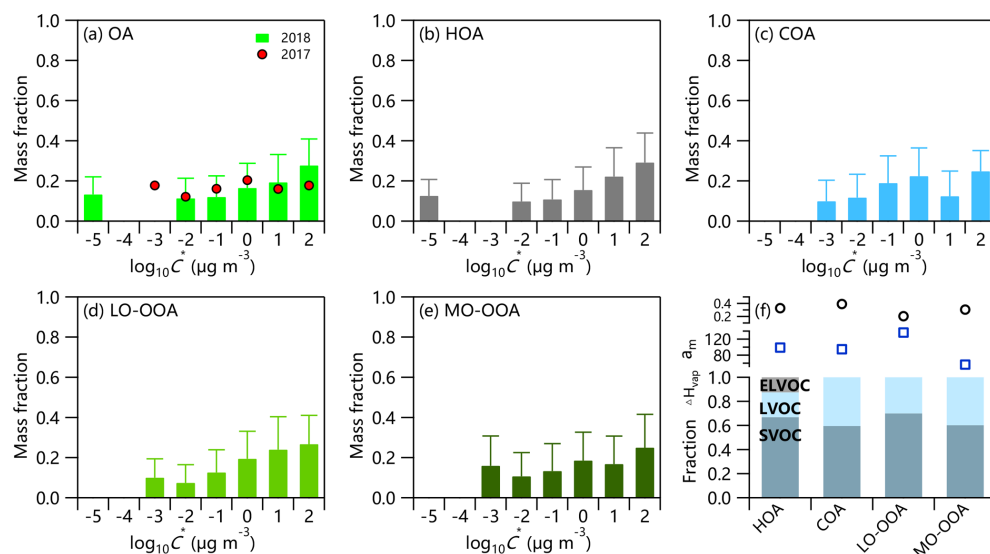 (a) OA
2018
2017
Mass fraction
1.0
0.8
0.6
0.4
0.2
0.0
-5 -4 -3 -2 -1 0 1 2
log10C* (µg m-3)
(b) HOA
Mass fraction
1.0
0.8
0.6
0.4
0.2
0.0
-5 -4 -3 -2 -1 0 1 2
log10C* (µg m-3)
(c) COA
Mass fraction
1.0
0.8
0.6
0.4
0.2
0.0
-5 -4 -3 -2 -1 0 1 2
log10C* (µg m-3)
(d) LO-OOA
Mass fraction
1.0
0.8
0.6
0.4
0.2
0.0
-5 -4 -3 -2 -1 0 1 2
log10C* (µg m-3)
(e) MO-OOA
Mass fraction
1.0
0.8
0.6
0.4
0.2
0.0
-5 -4 -3 -2 -1 0 1 2
log10C* (µg m-3)
(f)
am
0.4
0.2
△Hvap
120
80
Fraction
1.0
0.8
0.6
0.4
0.2
0.0
ELVOC
LVOC
SVOC
HOA
COA
LO-OOA
MO-OOA